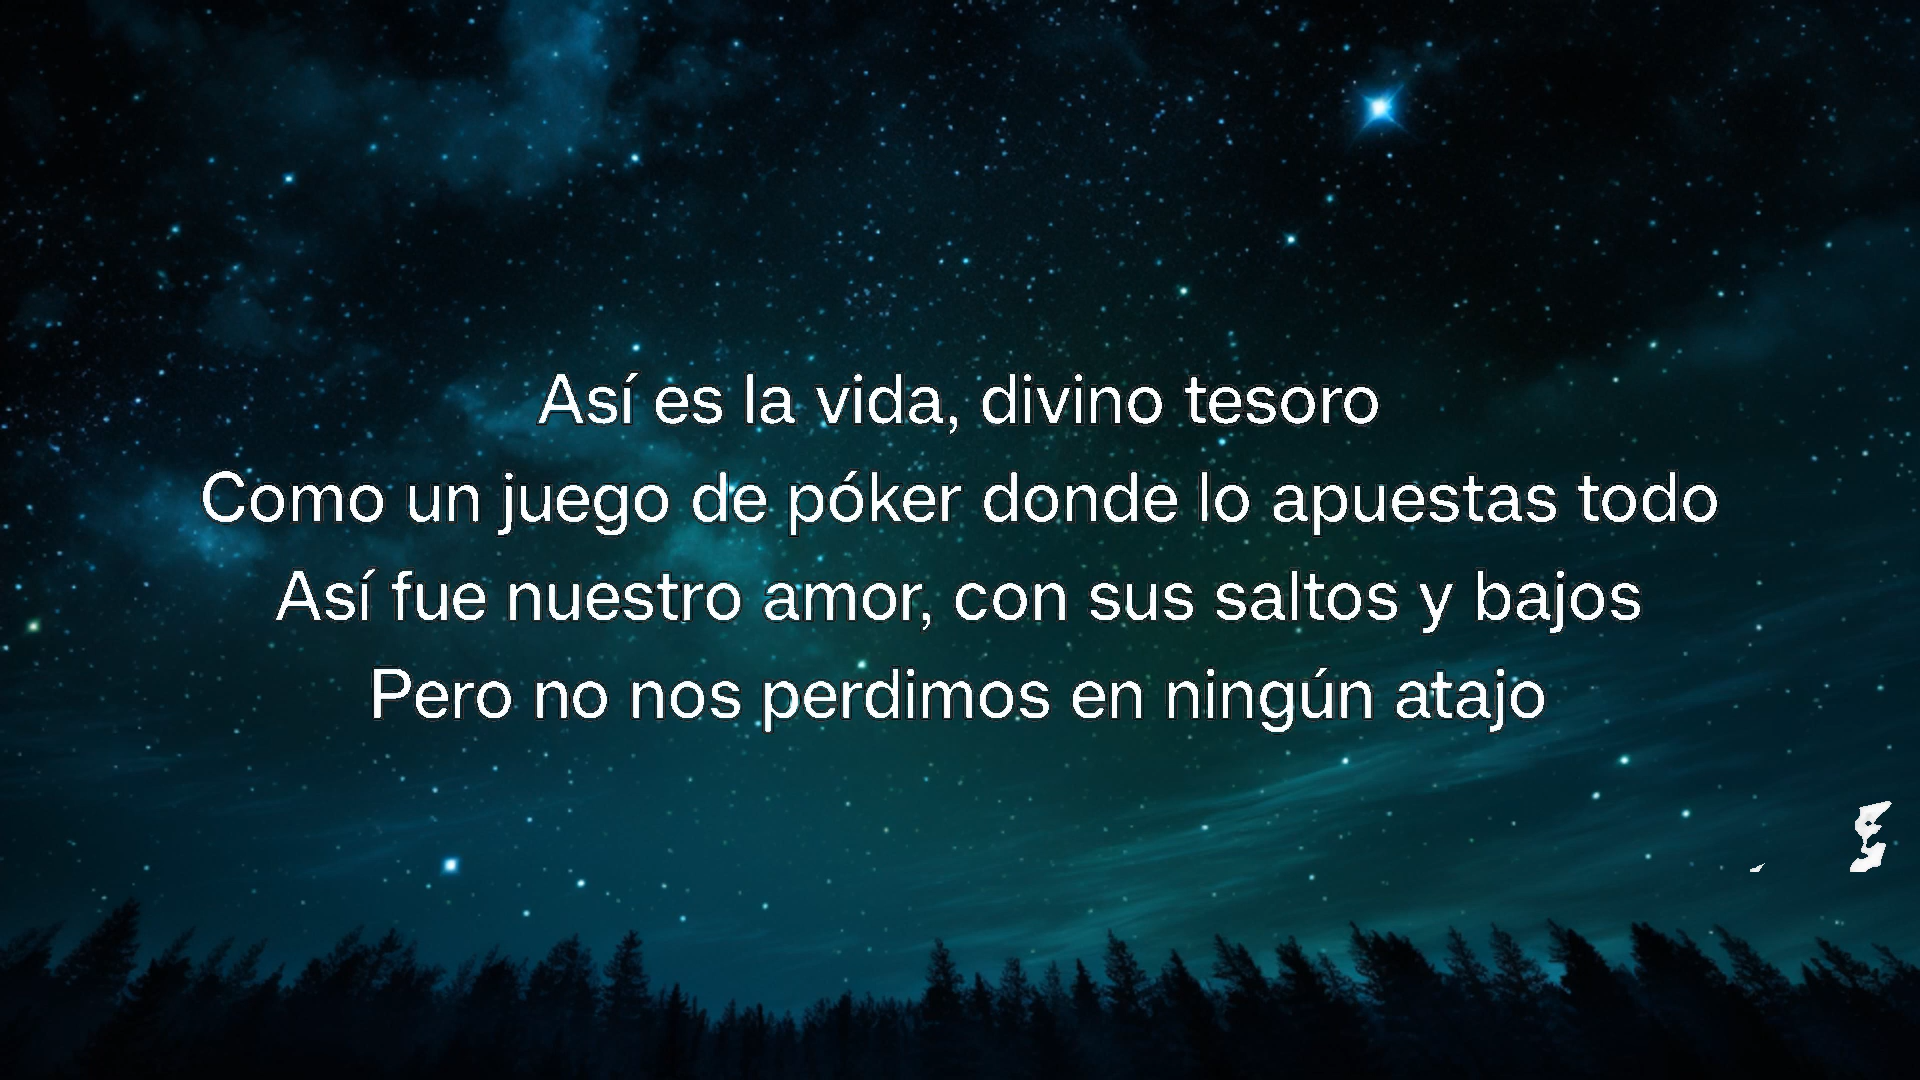 Así es la vida, divino tesoro
Como un juego de póker donde lo apuestas todo
Así fue nuestro amor, con sus saltos y bajos
Pero no nos perdimos en ningún atajo